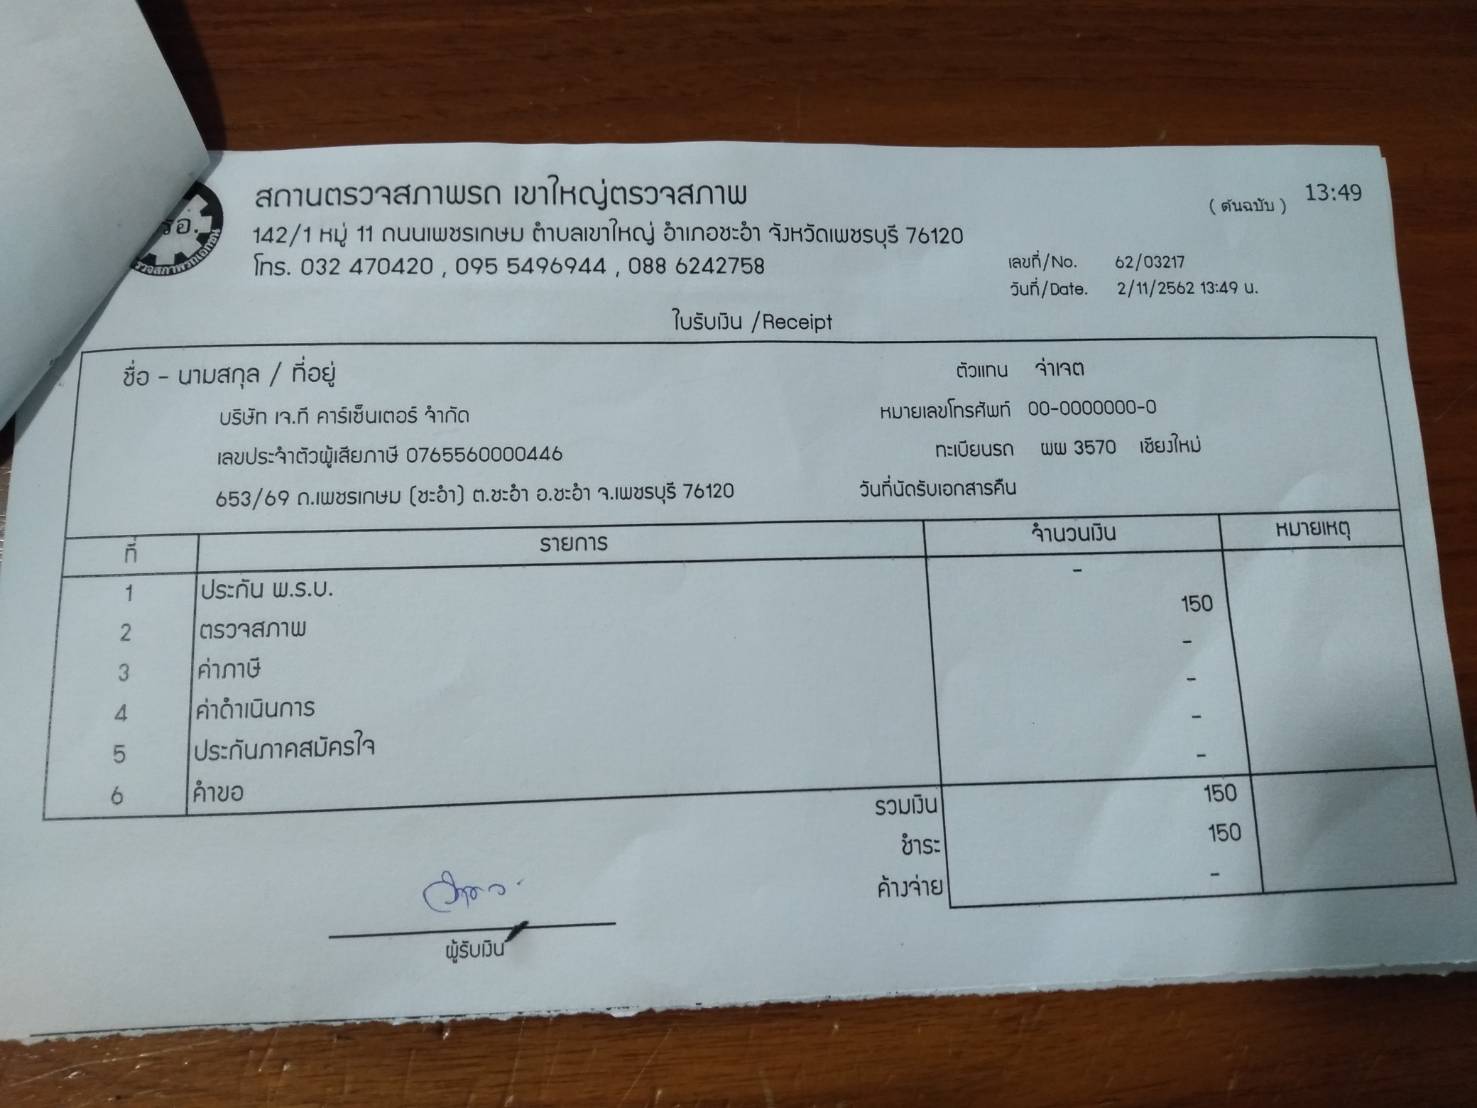 รอ.
สถานตรวจสภาพรถ เขาใหญ่ตรวจสภาพ
( ต้นฉบับ ) 13:49
142/1 หมู่ 11 ถนนเพชรเกษม ตำบลเขาใหญ่ อำเภอชะอำ จังหวัดเพชรบุรี 76120
โทร. 032 470420 , 095 5496944 , 088 6242758
เลขที่/No. 62/03217
วันที่/Date. 2/11/2562 13:49 น.
ใบรับเงิน /Receipt
ชื่อ - นามสกุล / ที่อยู่
ตัวแทน จ่าเจต
บริษัท เจ.ที คาร์เซ็นเตอร์ จำกัด
หมายเลขโทรศัพท์ 00-0000000-0
เลขประจำตัวผู้เสียภาษี 0765560000446
ทะเบียนรถ ผผ 3570 เชียงใหม่
653/69 ถ.เพชรเกษม (ชะอำ) ต.ชะอำ อ.ชะอำ จ.เพชรบุรี 76120
วันที่นัดรับเอกสารคืน
ที่ รายการ จำนวนเงิน หมายเหตุ
1 ประกัน พ.ร.บ. -
2 ตรวจสภาพ 150
3 ค่าภาษี -
4 ค่าดำเนินการ -
5 ประกันภาคสมัครใจ -
6 คำขอ -
รวมเงิน 150
ชำระ 150
ค้างจ่าย -
ผู้รับเงิน